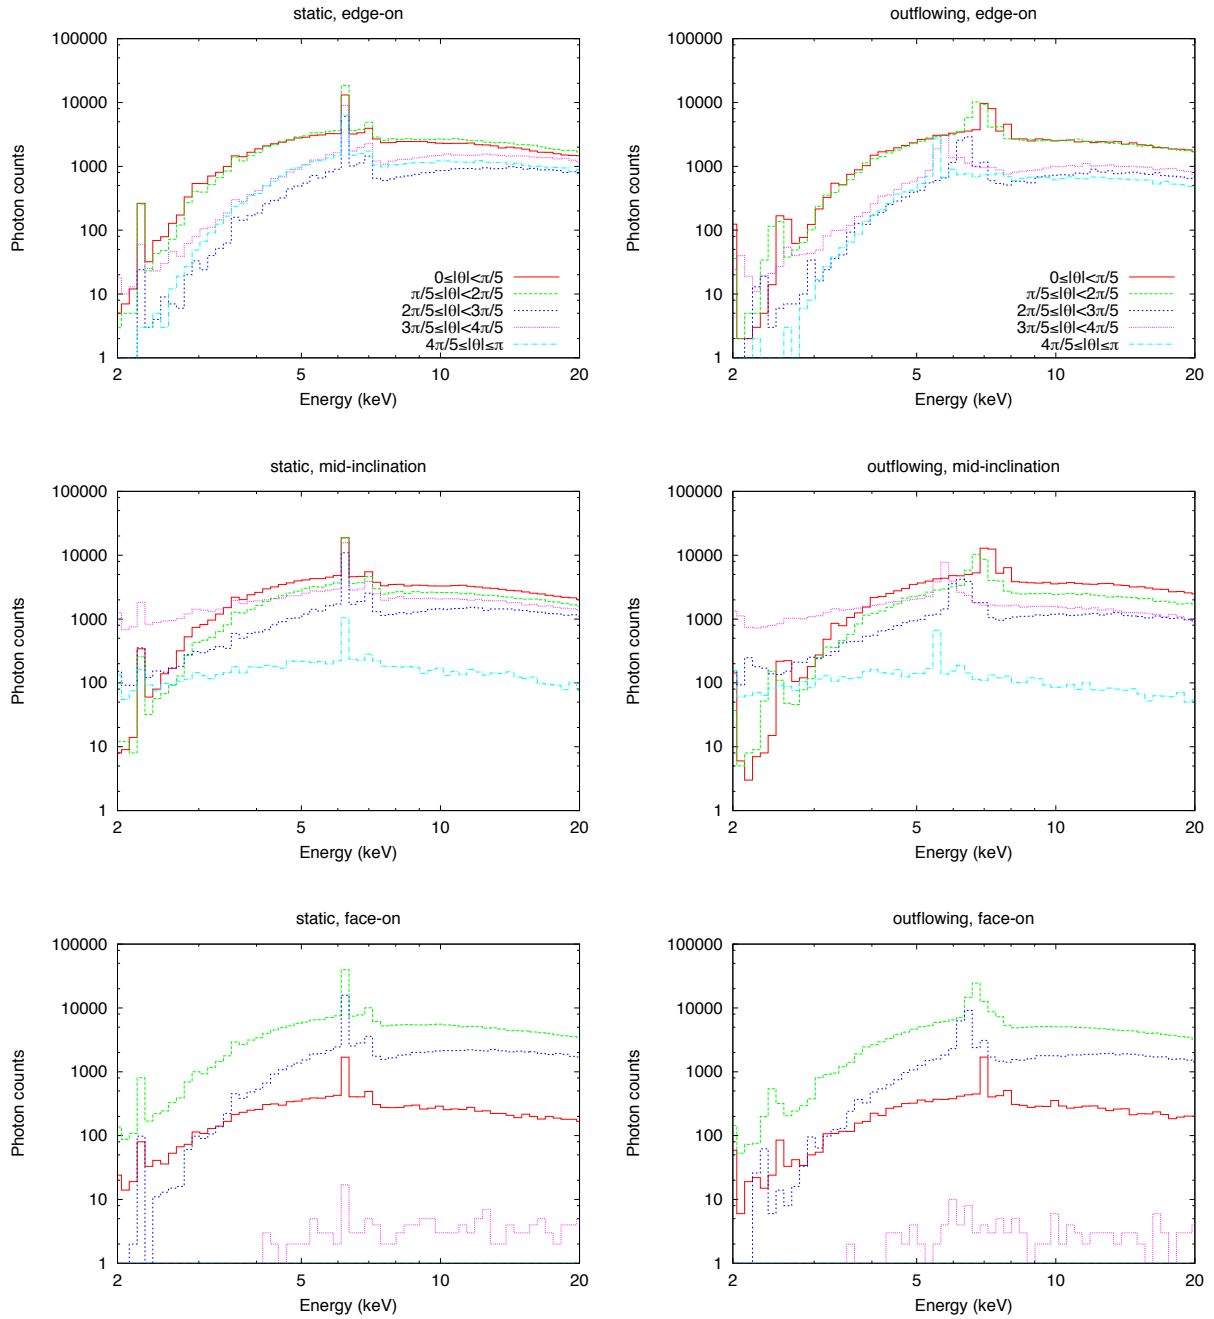 static, edge-on
100000
10000
1000
100
10
1
Photon counts
0≤|θ|<π/5
π/5≤|θ|<2π/5
2π/5≤|θ|<3π/5
3π/5≤|θ|<4π/5
4π/5≤|θ|≤π
2
5
10
20
Energy (keV)
outflowing, edge-on
100000
10000
1000
100
10
1
Photon counts
0≤|θ|<π/5
π/5≤|θ|<2π/5
2π/5≤|θ|<3π/5
3π/5≤|θ|<4π/5
4π/5≤|θ|≤π
2
5
10
20
Energy (keV)
static, mid-inclination
100000
10000
1000
100
10
1
Photon counts
2
5
10
20
Energy (keV)
outflowing, mid-inclination
100000
10000
1000
100
10
1
Photon counts
2
5
10
20
Energy (keV)
static, face-on
100000
10000
1000
100
10
1
Photon counts
2
5
10
20
Energy (keV)
outflowing, face-on
100000
10000
1000
100
10
1
Photon counts
2
5
10
20
Energy (keV)